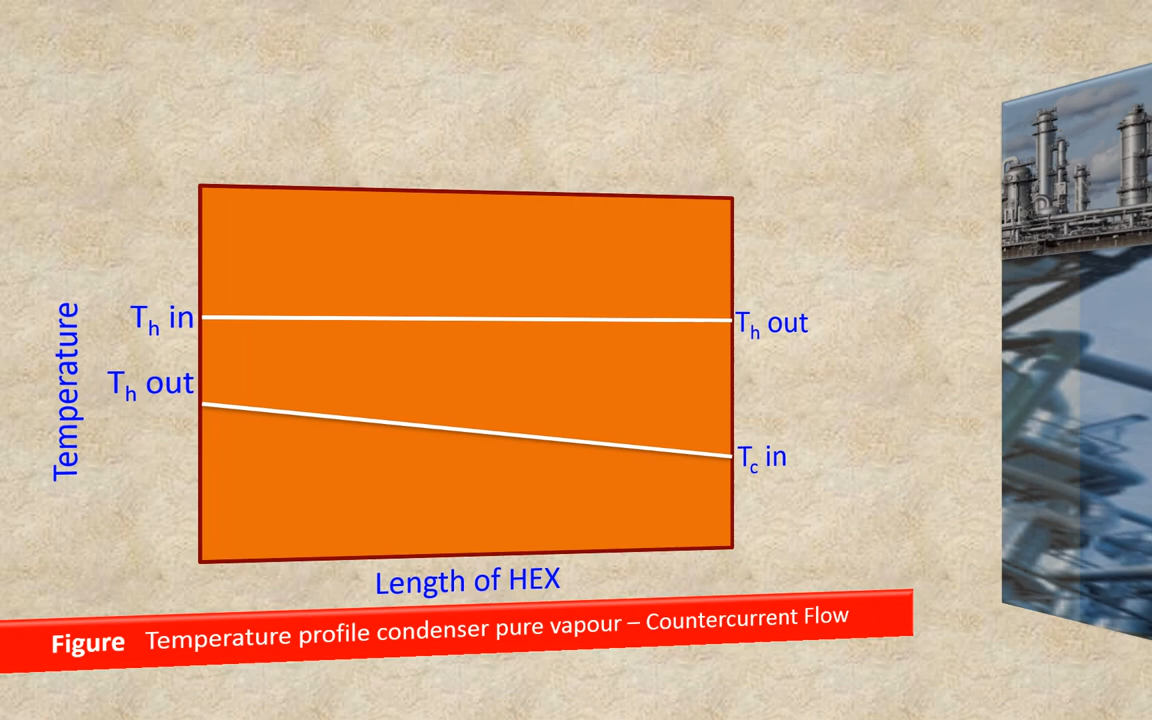 Temperature
T_h in
T_h out
T_h out
T_c in
Length of HEX
Figure Temperature profile condenser pure vapour – Countercurrent Flow